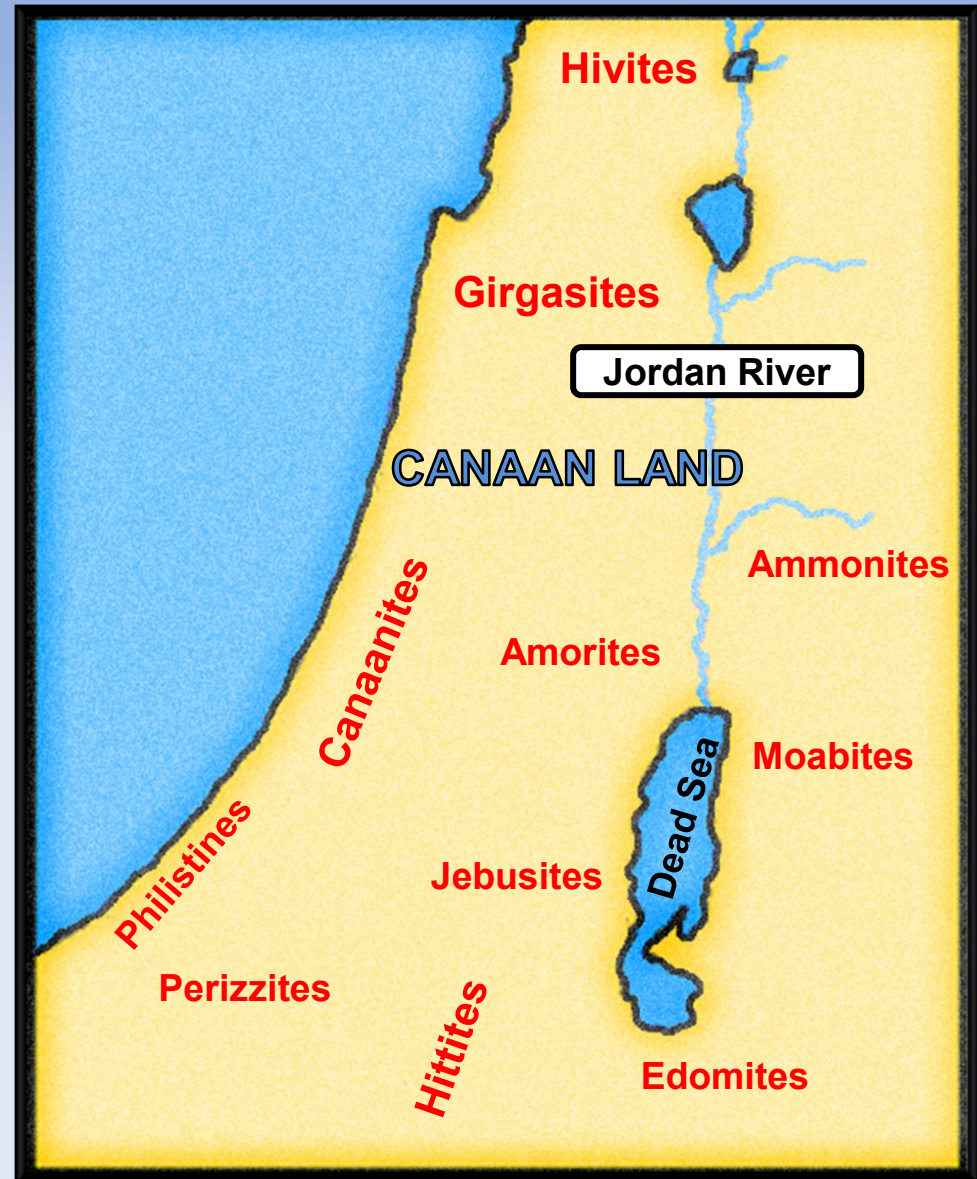 Hivites
Girgasites
Jordan River
CANAAN LAND
Ammonites
Canaanites
Amorites
Moabites
Dead Sea
Philistines
Jebusites
Perizzites
Hittites
Edomites